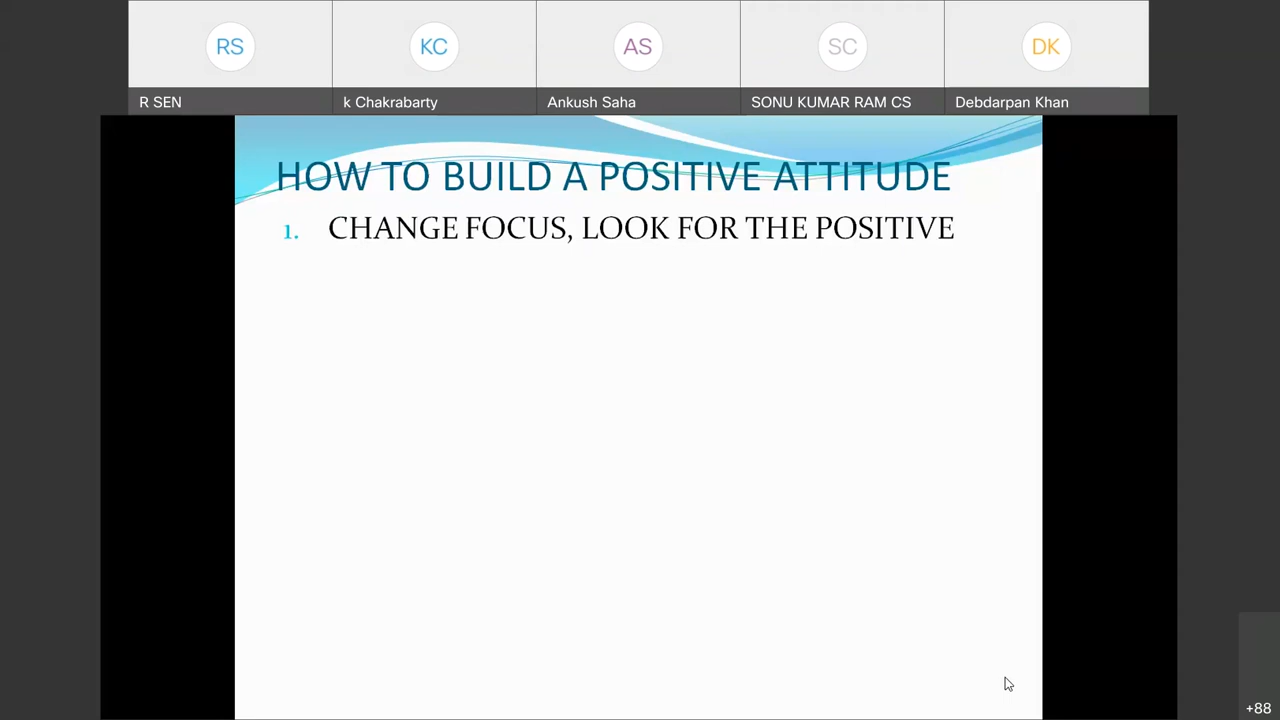 RS
KC
AS
SC
DK
R SEN
k Chakrabarty
Ankush Saha
SONU KUMAR RAM CS
Debdarpan Khan
HOW TO BUILD A POSITIVE ATTITUDE
1. CHANGE FOCUS, LOOK FOR THE POSITIVE
+88